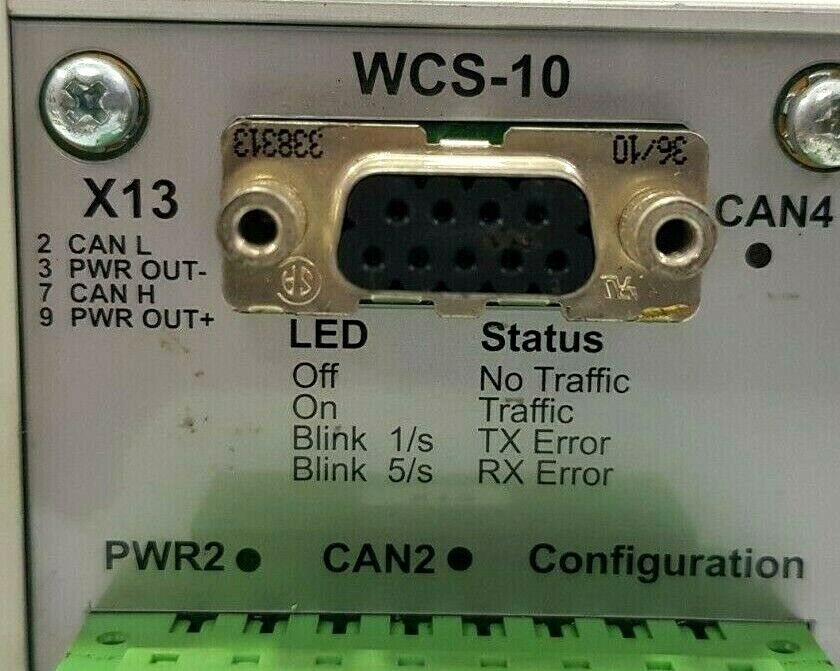 WCS-10
338313
36/10
X13
2 CAN L
3 PWR OUT-
7 CAN H
9 PWR OUT+
CAN4
LED Status
Off No Traffic
On Traffic
Blink 1/s TX Error
Blink 5/s RX Error
PWR2 CAN2 Configuration